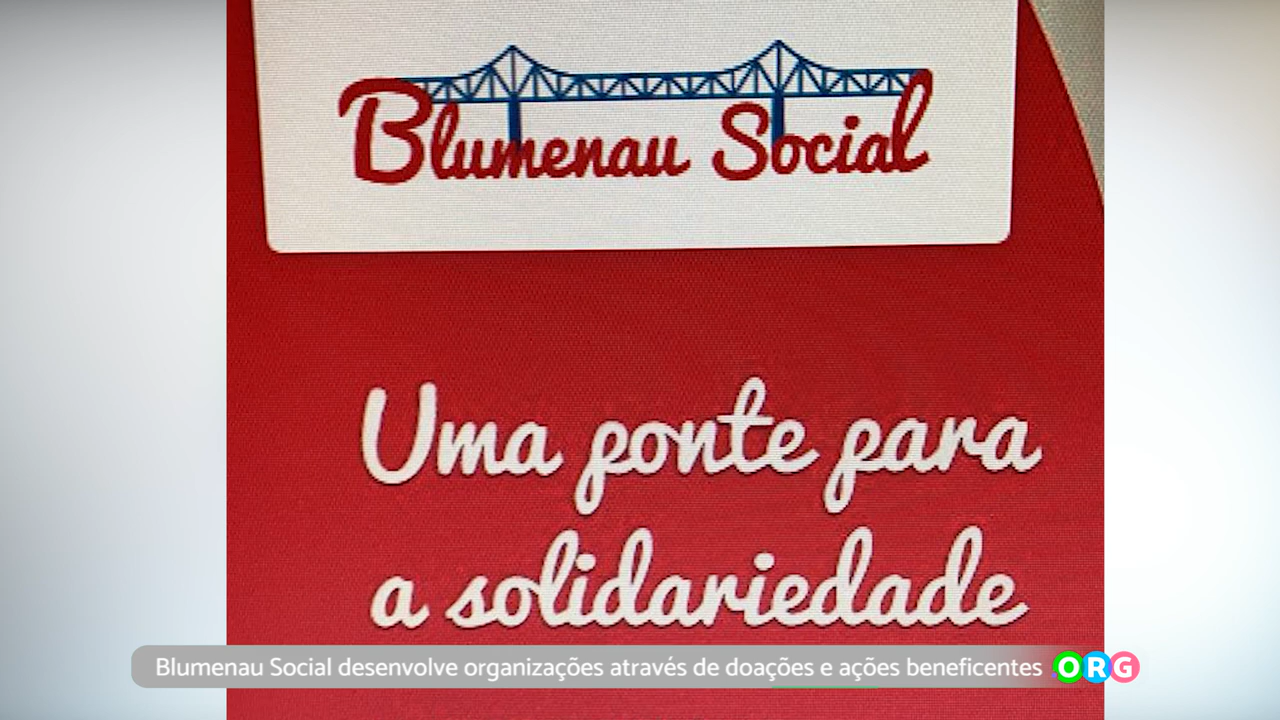 Blumenau Social
Uma ponte para
a solidariedade
Blumenau Social desenvolve organizações através de doações e ações beneficentes ORG